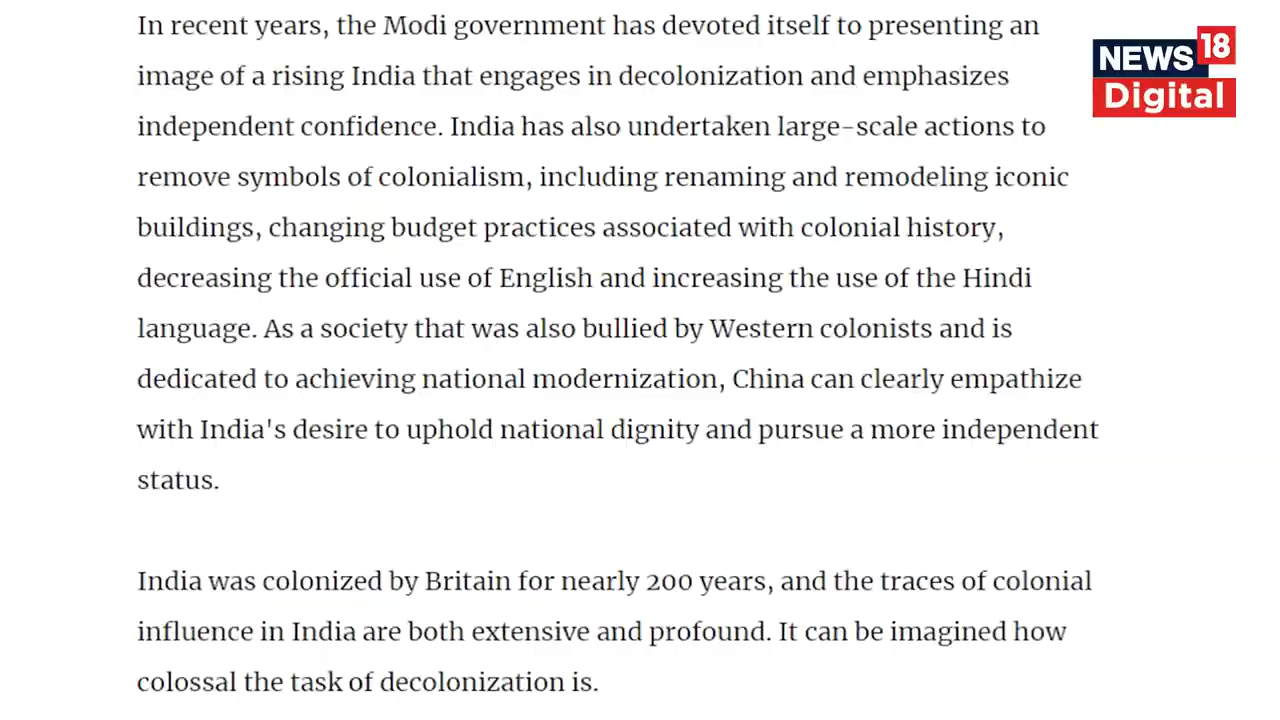 In recent years, the Modi government has devoted itself to presenting an
image of a rising India that engages in decolonization and emphasizes
independent confidence. India has also undertaken large-scale actions to
remove symbols of colonialism, including renaming and remodeling iconic
buildings, changing budget practices associated with colonial history,
decreasing the official use of English and increasing the use of the Hindi
language. As a society that was also bullied by Western colonists and is
dedicated to achieving national modernization, China can clearly empathize
with India's desire to uphold national dignity and pursue a more independent
status.
India was colonized by Britain for nearly 200 years, and the traces of colonial
influence in India are both extensive and profound. It can be imagined how
colossal the task of decolonization is.
NEWS 18
Digital